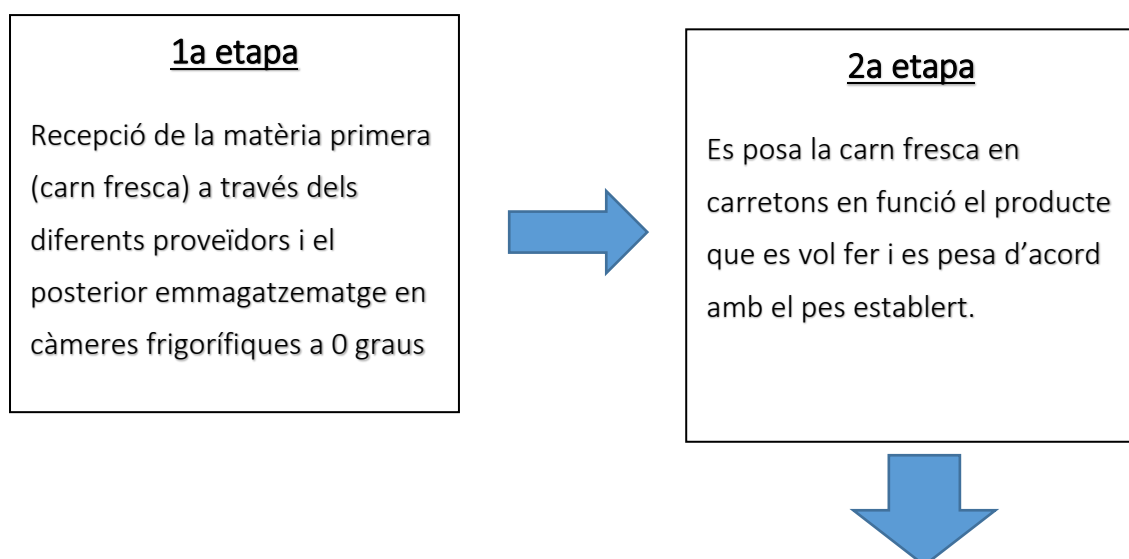 1a etapa
Recepció de la matèria primera
(carn fresca) a través dels
diferents proveïdors i el
posterior emmagatzematge en
càmeres frigorífiques a 0 graus
2a etapa
Es posa la carn fresca en
carretons en funció el producte
que es vol fer i es pesa d’acord
amb el pes establert.